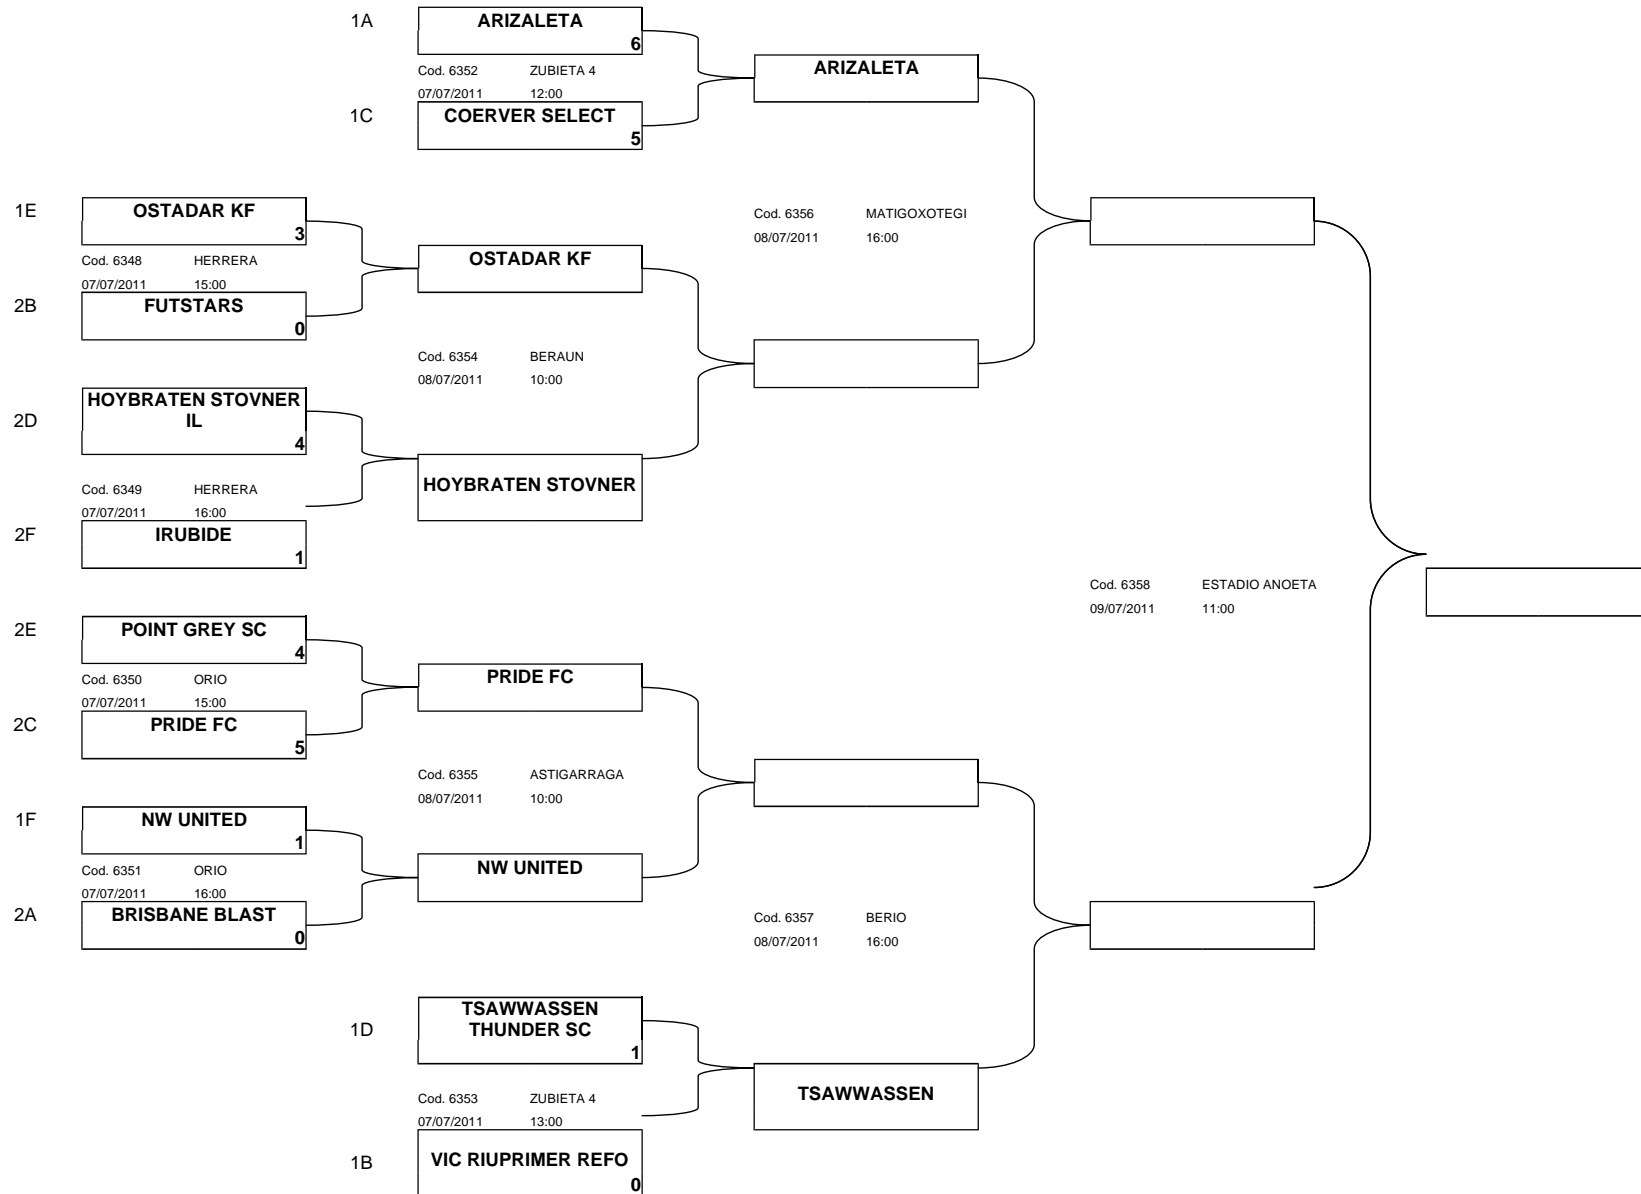 1A
ARIZALETA
6
Cod. 6352 ZUBIETA 4
07/07/2011 12:00
1C
COERVER SELECT
5
ARIZALETA
1E
OSTADAR KF
3
Cod. 6348 HERRERA
07/07/2011 15:00
2B
FUTSTARS
0
OSTADAR KF
Cod. 6356 MATIGOXOTEGI
08/07/2011 16:00
Cod. 6354 BERAUN
08/07/2011 10:00
2D
HOYBRATEN STOVNER
IL
4
Cod. 6349 HERRERA
07/07/2011 16:00
2F
IRUBIDE
1
HOYBRATEN STOVNER
Cod. 6358 ESTADIO ANOETA
09/07/2011 11:00
2E
POINT GREY SC
4
Cod. 6350 ORIO
07/07/2011 15:00
2C
PRIDE FC
5
PRIDE FC
Cod. 6355 ASTIGARRAGA
08/07/2011 10:00
1F
NW UNITED
1
Cod. 6351 ORIO
07/07/2011 16:00
2A
BRISBANE BLAST
0
NW UNITED
Cod. 6357 BERIO
08/07/2011 16:00
1D
TSAWWASSEN
THUNDER SC
1
Cod. 6353 ZUBIETA 4
07/07/2011 13:00
1B
VIC RIUPRIMER REFO
0
TSAWWASSEN